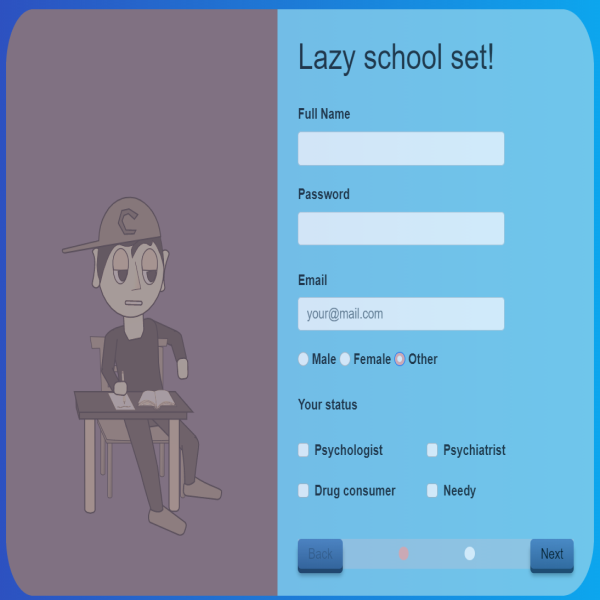 Lazy school set!
Full Name
Password
Email
your@mail.com
Male Female Other
Your status
Psychologist Psychiatrist
Drug consumer Needy
Back Next
C